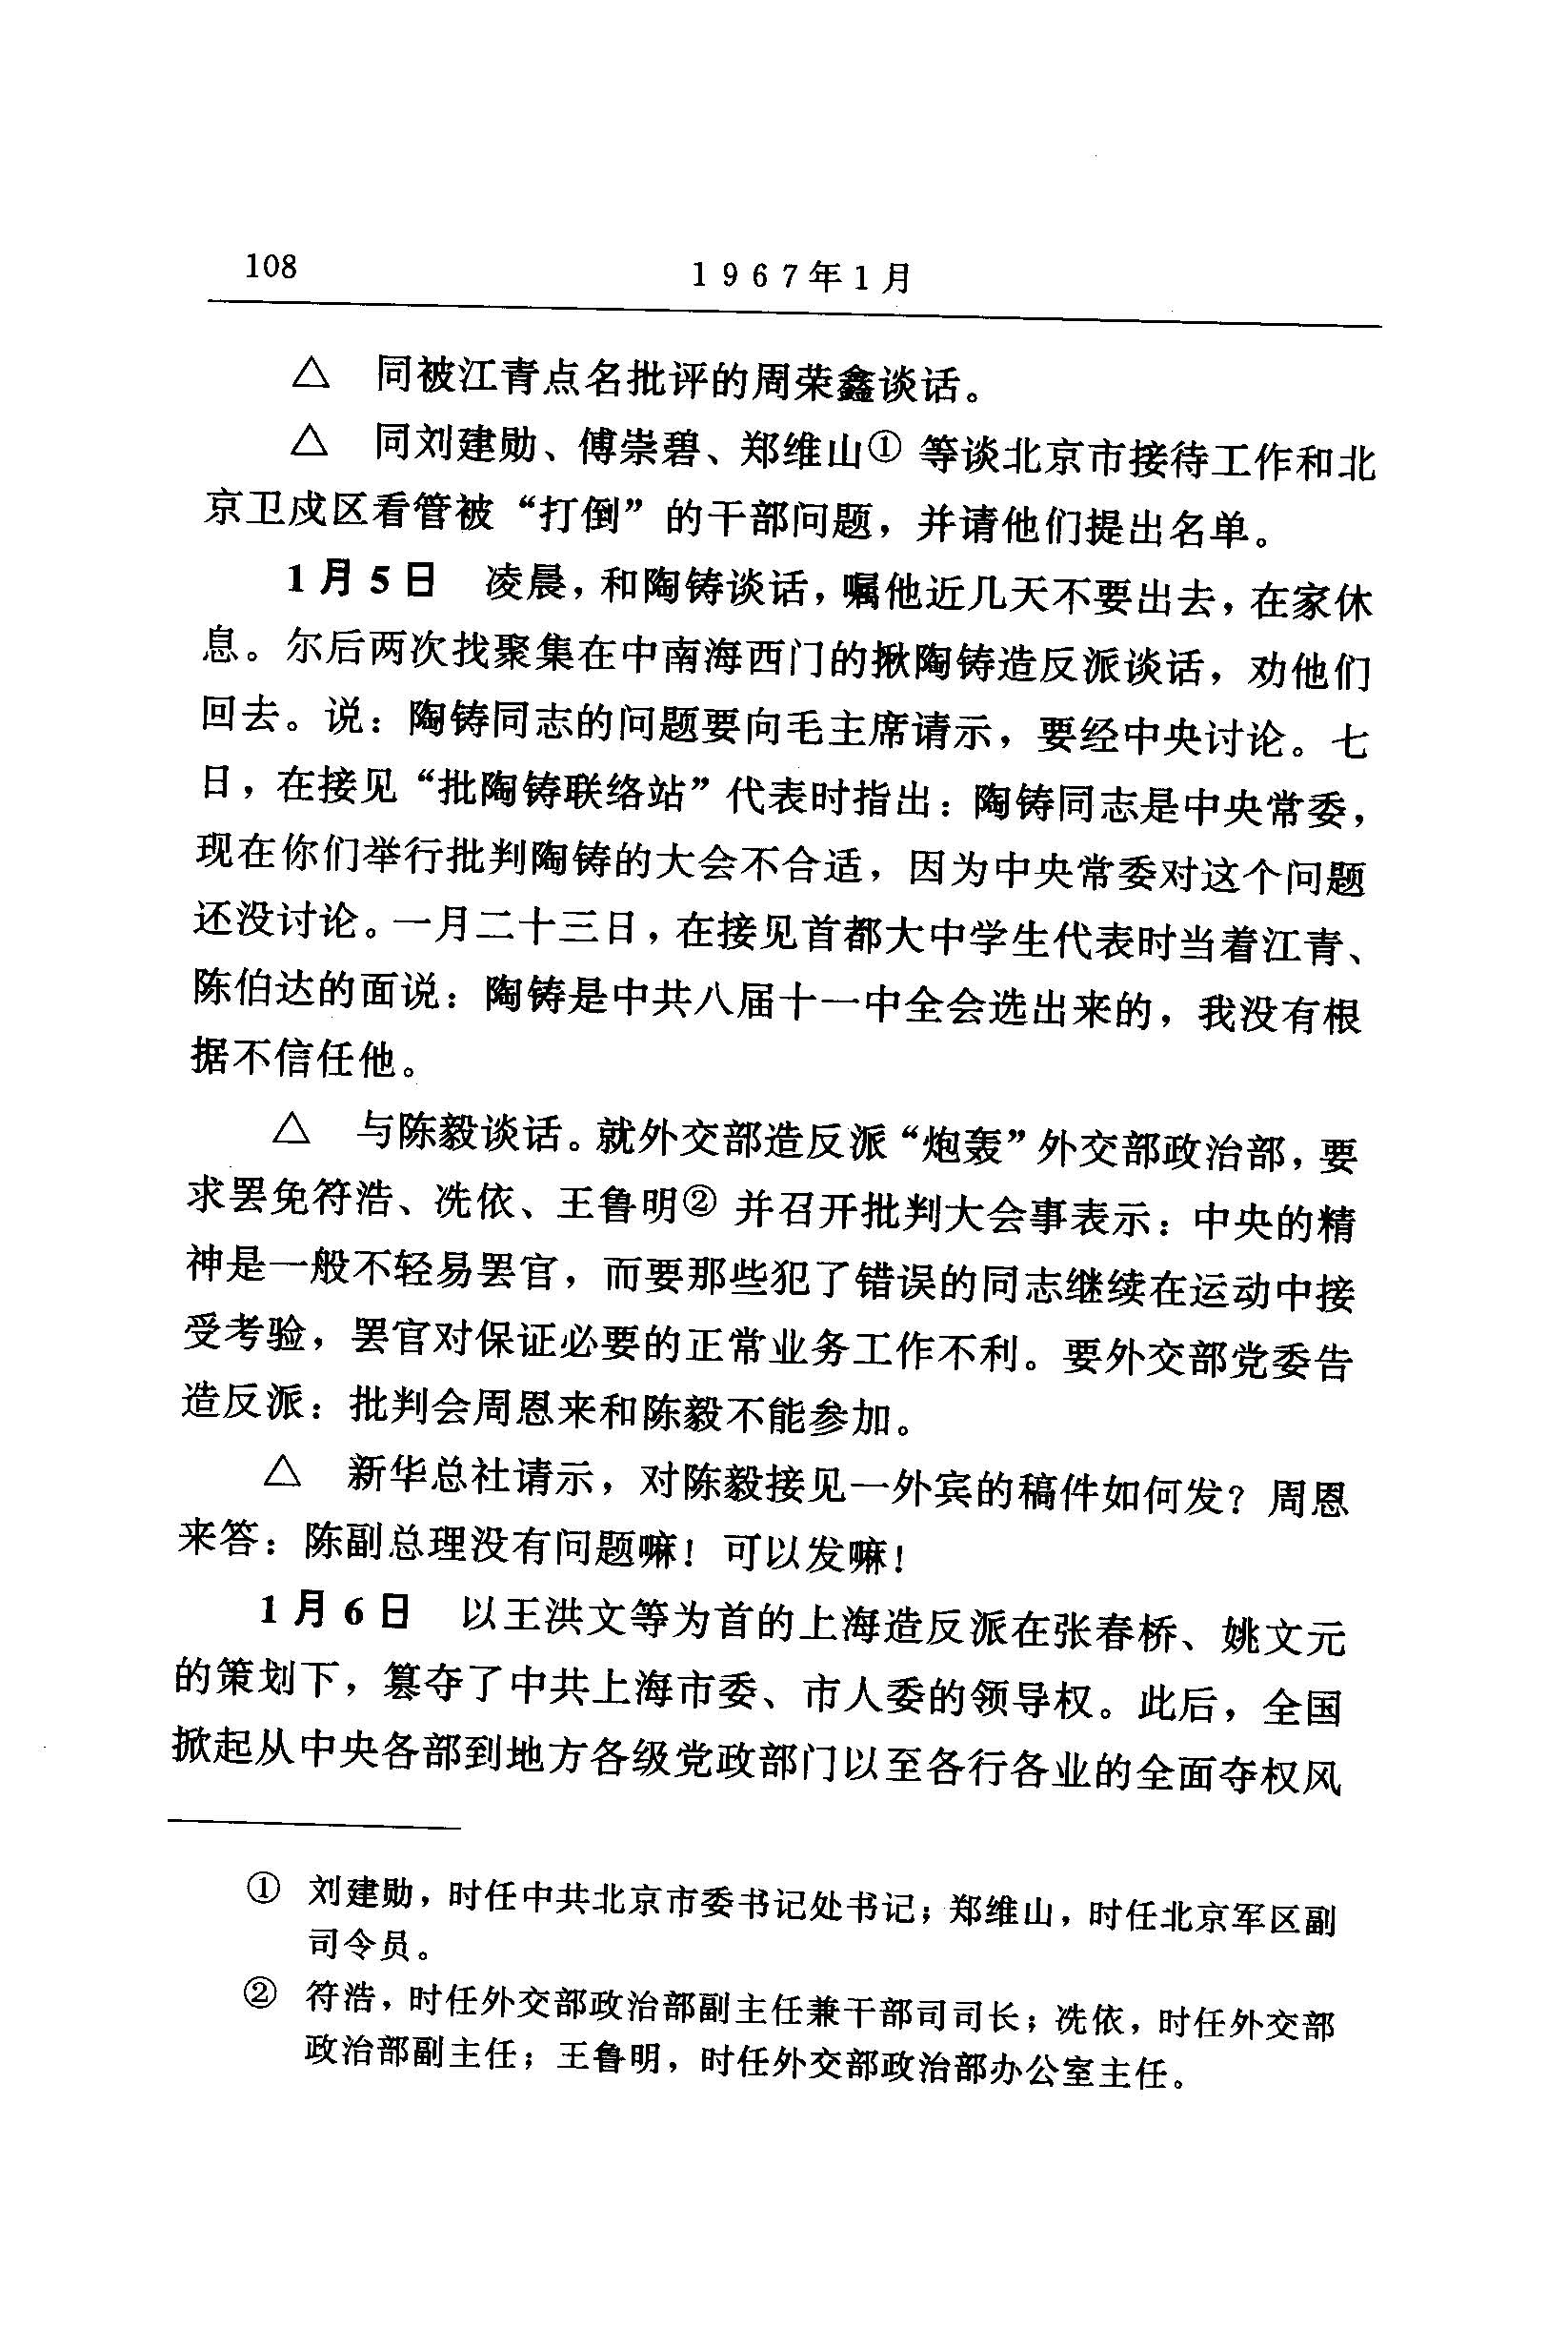 108
1967年1月
△ 同被江青点名批评的周荣鑫谈话。
△ 同刘建勋、傅崇碧、郑维山① 等谈北京市接待工作和北
京卫戍区看管被“打倒”的干部问题，并请他们提出名单。
1月5日 凌晨，和陶铸谈话，嘱他近几天不要出去，在家休
息。尔后两次找聚集在中南海西门的揪陶铸造反派谈话，劝他们
回去。说：陶铸同志的问题要向毛主席请示，要经中央讨论。七
日，在接见“批陶铸联络站”代表时指出：陶铸同志是中央常委，
现在你们举行批判陶铸的大会不合适，因为中央常委对这个问题
还没讨论。一月二十三日，在接见首都大中学生代表时当着江青、
陈伯达的面说：陶铸是中共八届十一中全会选出来的，我没有根
据不信任他。
△ 与陈毅谈话。就外交部造反派“炮轰”外交部政治部，要
求罢免符浩、冼依、王鲁明② 并召开批判大会事表示：中央的精
神是一般不轻易罢官，而要那些犯了错误的同志继续在运动中接
受考验，罢官对保证必要的正常业务工作不利。要外交部党委告
造反派：批判会周恩来和陈毅不能参加。
△ 新华总社请示，对陈毅接见一外宾的稿件如何发？周恩
来答：陈副总理没有问题嘛！可以发嘛！
1月6日 以王洪文等为首的上海造反派在张春桥、姚文元
的策划下，篡夺了中共上海市委、市人委的领导权。此后，全国
掀起从中央各部到地方各级党政部门以至各行各业的全面夺权风
① 刘建勋，时任中共北京市委书记处书记；郑维山，时任北京军区副
司令员。
② 符浩，时任外交部政治部副主任兼干部司司长；冼依，时任外交部
政治部副主任；王鲁明，时任外交部政治部办公室主任。